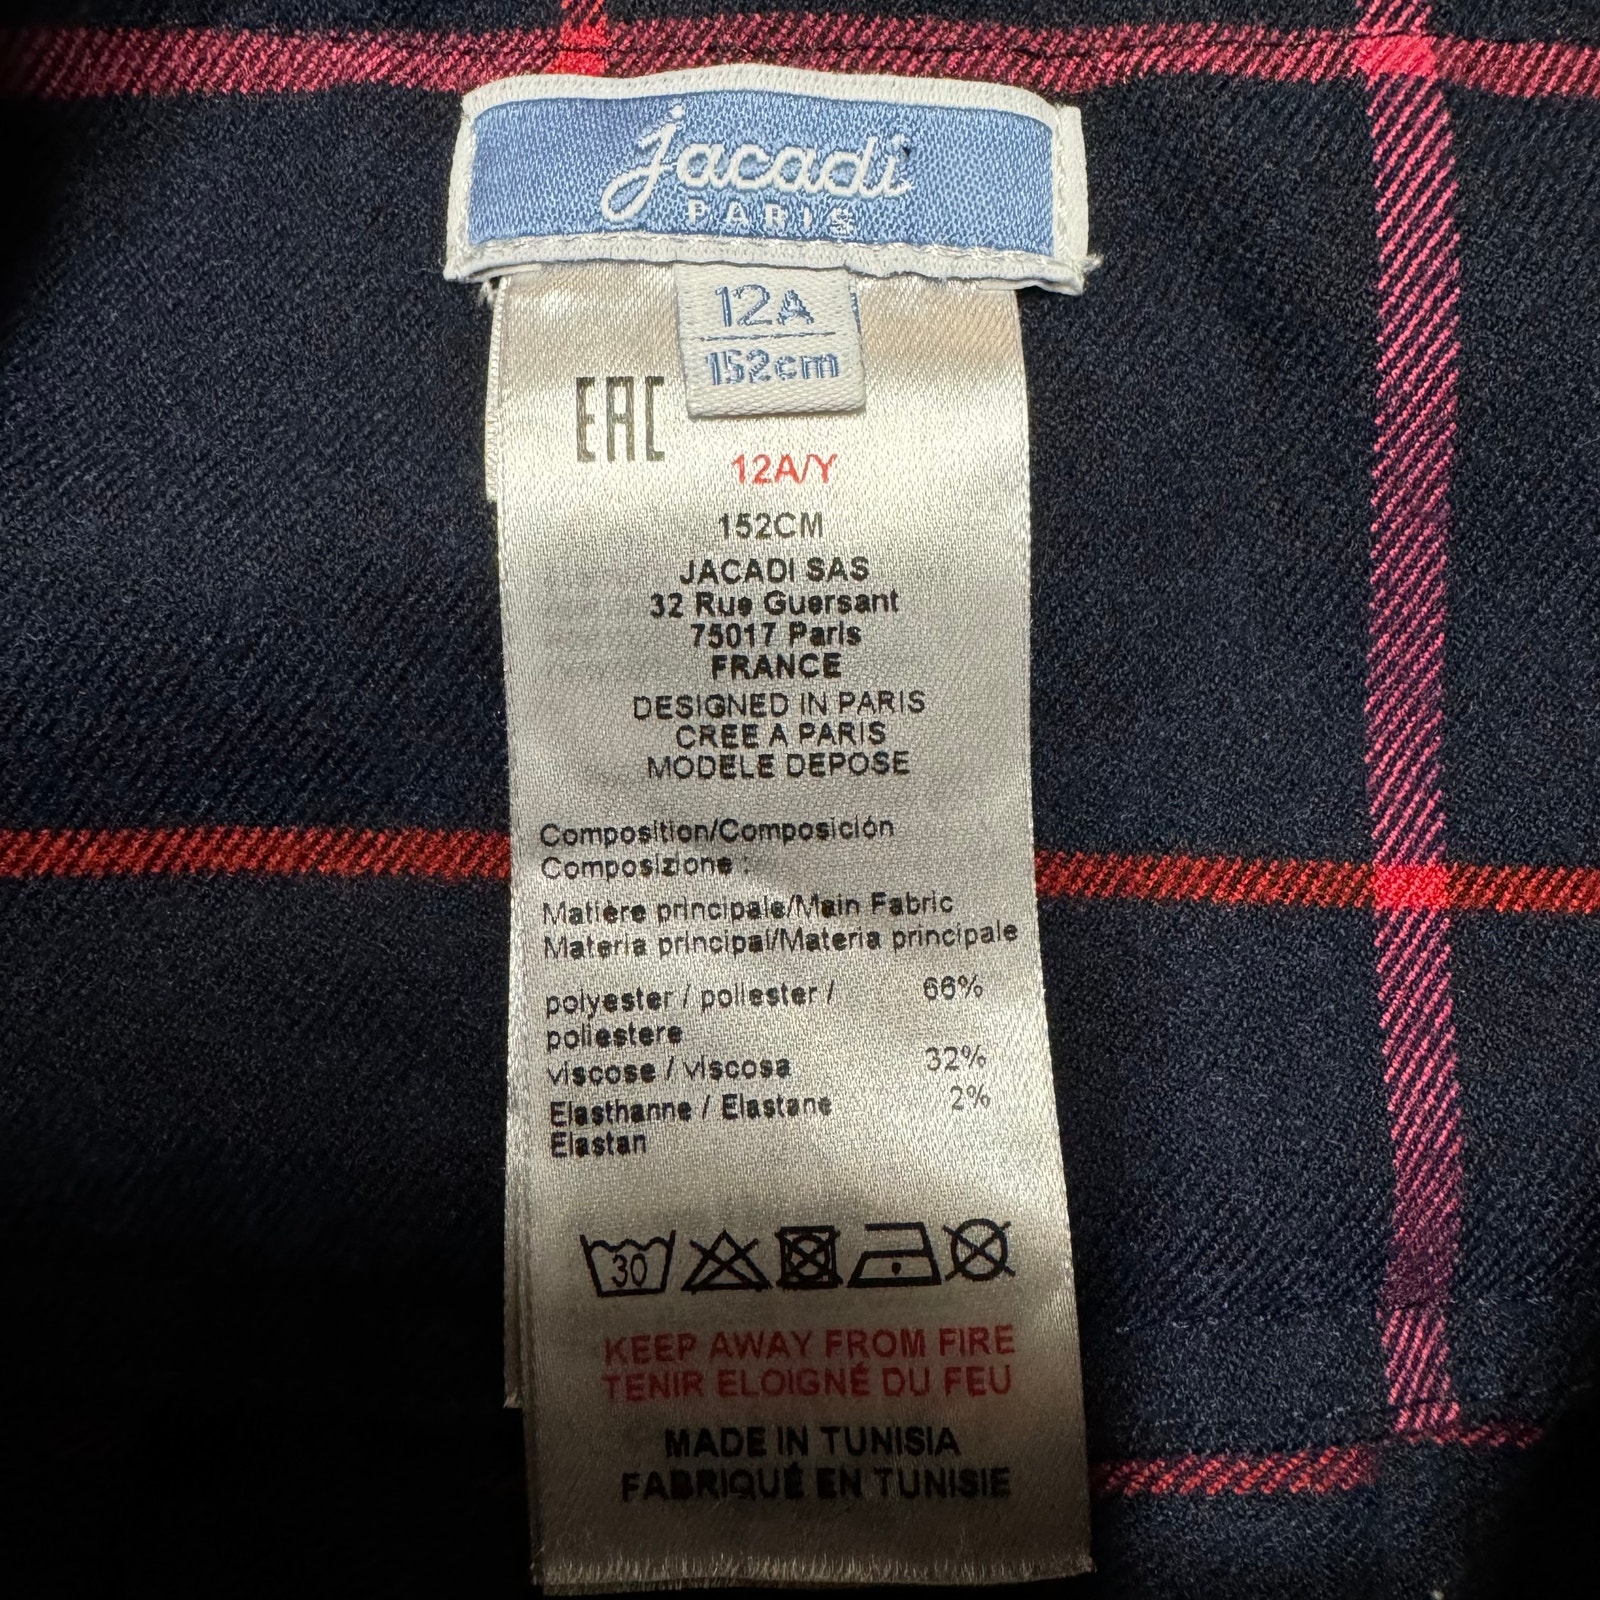 jacadi
PARIS
12A
152cm
EAC
12A/Y
152CM
JACADI SAS
32 Rue Guersant
75017 Paris
FRANCE
DESIGNED IN PARIS
CREE A PARIS
MODELE DEPOSE
Composition/Composición
Composizione :
Matière principale/Main Fabric
Materia principal/Materia principale
polyester / poliester / 66%
poliestere
viscose / viscosa 32%
Elasthanne / Elastane 2%
Elastan
30
KEEP AWAY FROM FIRE
TENIR ELOIGNÉ DU FEU
MADE IN TUNISIA
FABRIQUÉ EN TUNISIE